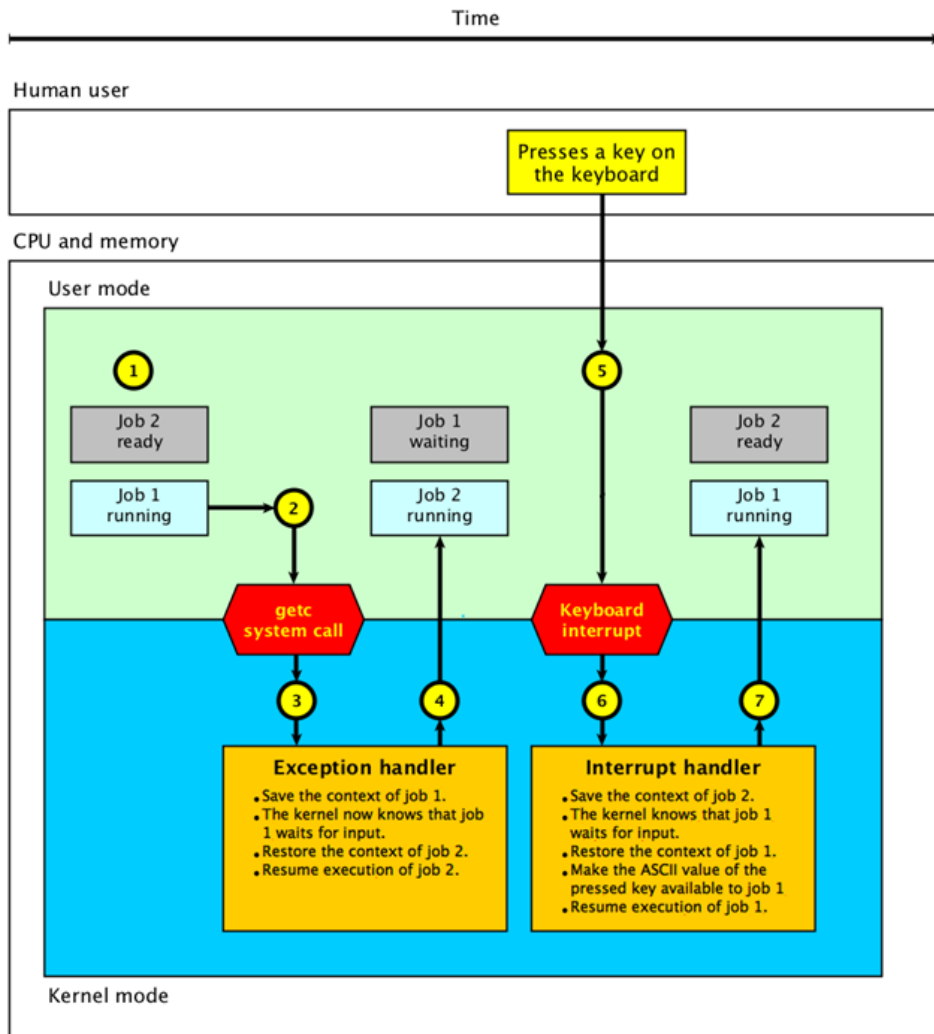 Time
Human user
Presses a key on
the keyboard
CPU and memory
User mode
1
5
Job 2
ready
Job 1
waiting
Job 2
ready
Job 1
running
2
Job 2
running
Job 1
running
getc
system call
Keyboard
interrupt
3
4
6
7
Exception handler
• Save the context of job 1.
• The kernel now knows that job
1 waits for input.
• Restore the context of job 2.
• Resume execution of job 2.
Interrupt handler
• Save the context of job 2.
• The kernel knows that job 1
waits for input.
• Restore the context of job 1.
• Make the ASCII value of the
pressed key available to job 1
• Resume execution of job 1.
Kernel mode